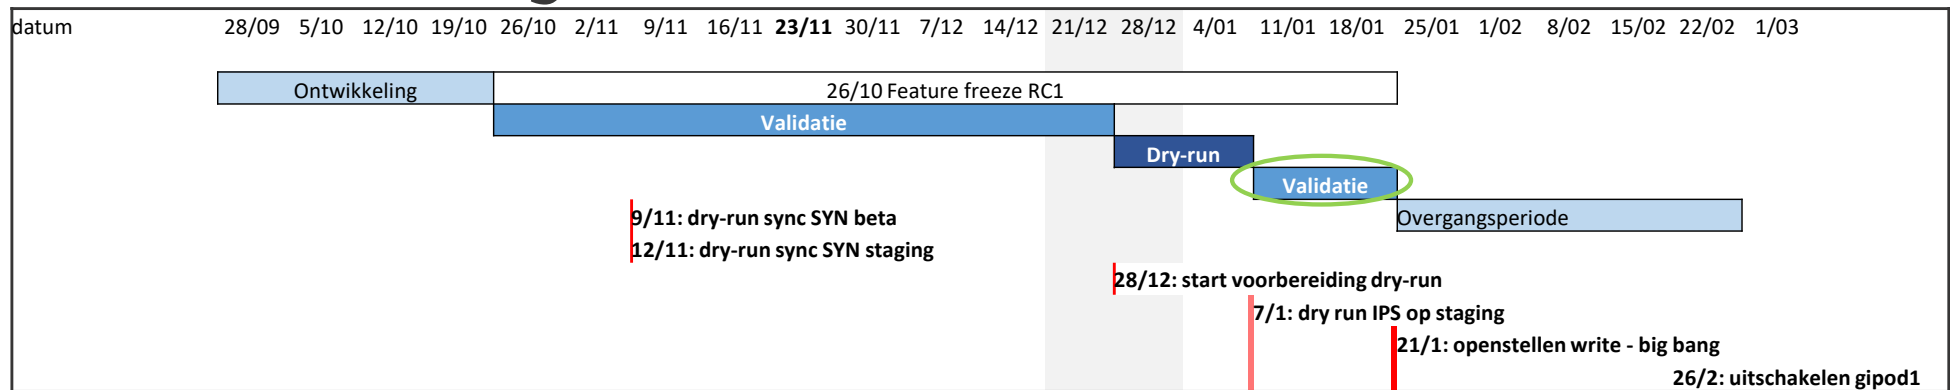 datum 28/09 5/10 12/10 19/10 26/10 2/11 9/11 16/11 23/11 30/11 7/12 14/12 21/12 28/12 4/01 11/01 18/01 25/01 1/02 8/02 15/02 22/02 1/03
Ontwikkeling 26/10 Feature freeze RC1
Validatie
Dry-run
Validatie
9/11: dry-run sync SYN beta Overgangsperiode
12/11: dry-run sync SYN staging
28/12: start voorbereiding dry-run
7/1: dry run IPS op staging
21/1: openstellen write - big bang
26/2: uitschakelen gipod1